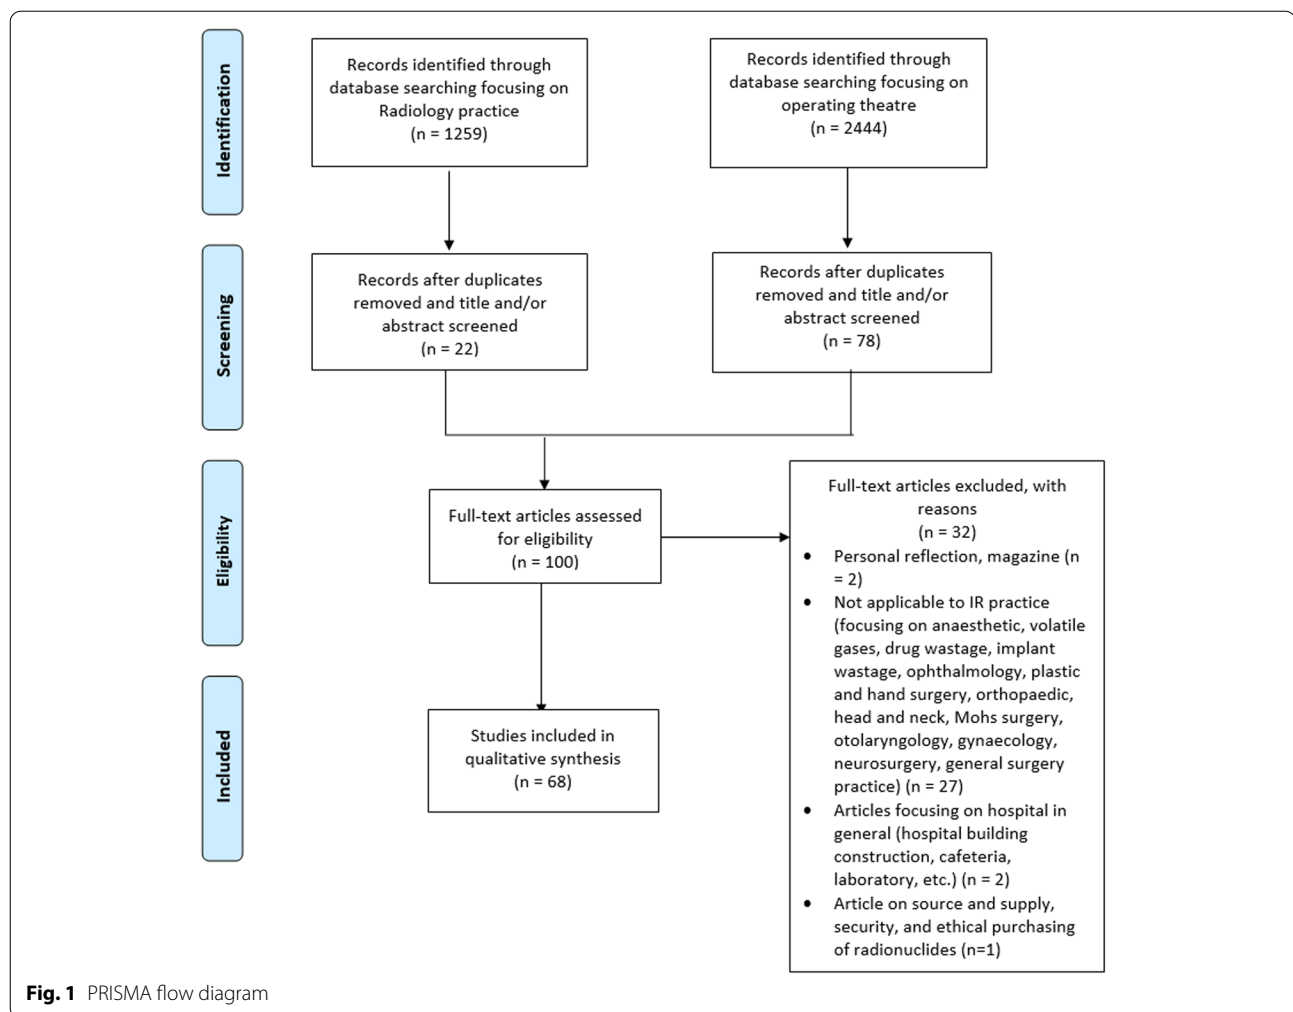 Identification
Records identified through
database searching focusing on
Radiology practice
(n = 1259)
Records identified through
database searching focusing on
operating theatre
(n = 2444)
Screening
Records after duplicates
removed and title and/or
abstract screened
(n = 22)
Records after duplicates
removed and title and/or
abstract screened
(n = 78)
Eligibility
Full-text articles assessed
for eligibility
(n = 100)
Full-text articles excluded, with
reasons
(n = 32)
• Personal reflection, magazine (n
= 2)
• Not applicable to IR practice
(focusing on anaesthetic, volatile
gases, drug wastage, implant
wastage, ophthalmology, plastic
and hand surgery, orthopaedic,
head and neck, Mohs surgery,
otolaryngology, gynaecology,
neurosurgery, general surgery
practice) (n = 27)
• Articles focusing on hospital in
general (hospital building
construction, cafeteria,
laboratory, etc.) (n = 2)
• Article on source and supply,
security, and ethical purchasing
of radionuclides (n=1)
Included
Studies included in
qualitative synthesis
(n = 68)
Fig. 1 PRISMA flow diagram